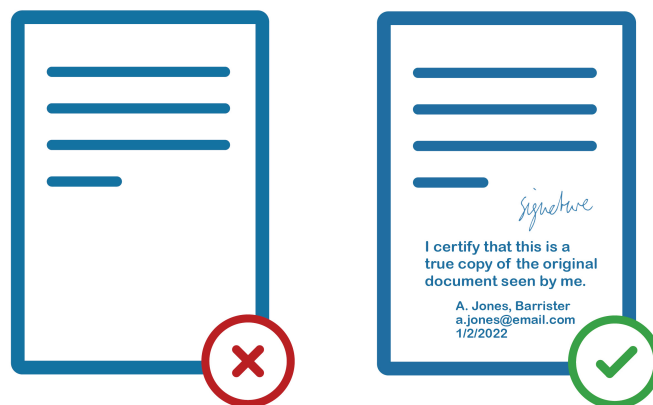 signature
I certify that this is a
true copy of the original
document seen by me.
A. Jones, Barrister
a.jones@email.com
1/2/2022